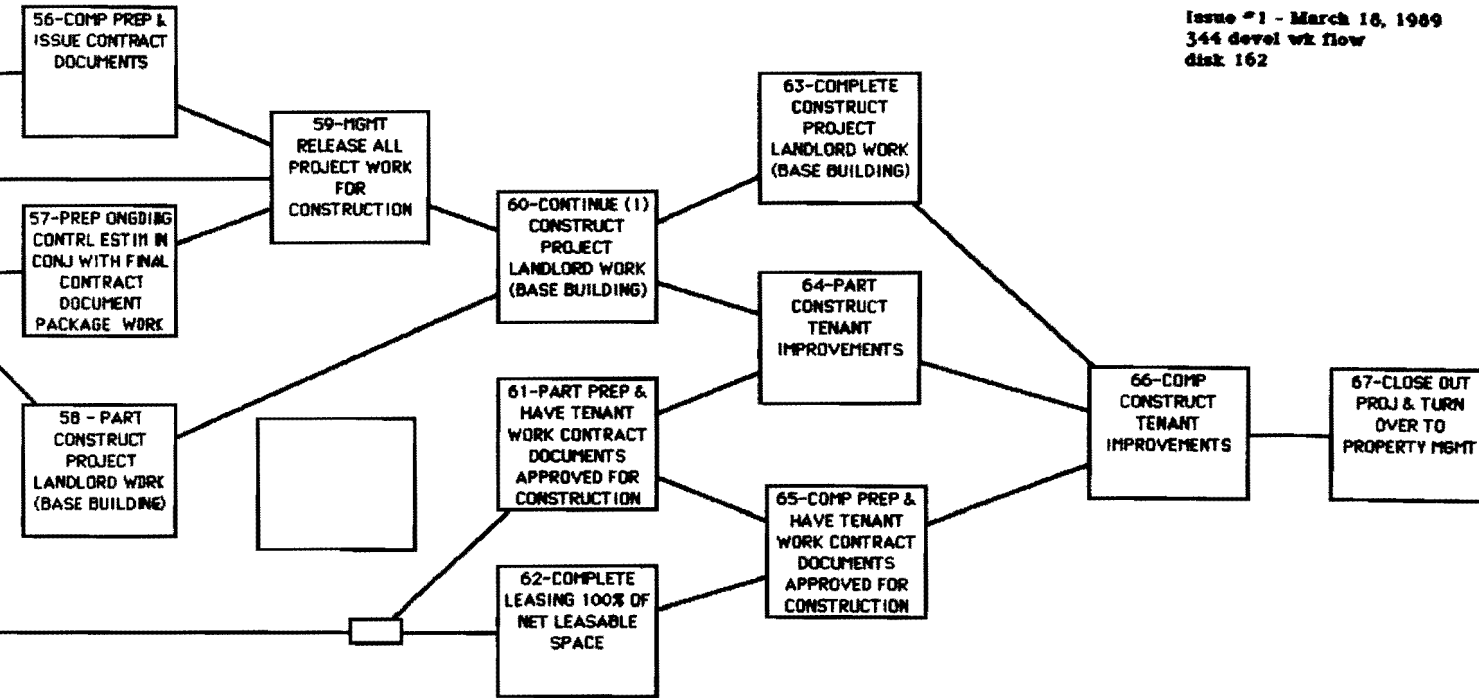 56-COMP PREP &
ISSUE CONTRACT
DOCUMENTS
Issue #1 - March 18, 1989
344 devel wk flow
disk 162
59-MGMT
RELEASE ALL
PROJECT WORK
FOR
CONSTRUCTION
57-PREP ONGOING
CONTRL ESTIM IN
CONJ WITH FINAL
CONTRACT
DOCUMENT
PACKAGE WORK
58 - PART
CONSTRUCT
PROJECT
LANDLORD WORK
(BASE BUILDING)
60-CONTINUE (1)
CONSTRUCT
PROJECT
LANDLORD WORK
(BASE BUILDING)
61-PART PREP &
HAVE TENANT
WORK CONTRACT
DOCUMENTS
APPROVED FOR
CONSTRUCTION
62-COMPLETE
LEASING 100% OF
NET LEASABLE
SPACE
63-COMPLETE
CONSTRUCT
PROJECT
LANDLORD WORK
(BASE BUILDING)
64-PART
CONSTRUCT
TENANT
IMPROVEMENTS
65-COMP PREP &
HAVE TENANT
WORK CONTRACT
DOCUMENTS
APPROVED FOR
CONSTRUCTION
66-COMP
CONSTRUCT
TENANT
IMPROVEMENTS
67-CLOSE OUT
PROJ & TURN
OVER TO
PROPERTY MGMT